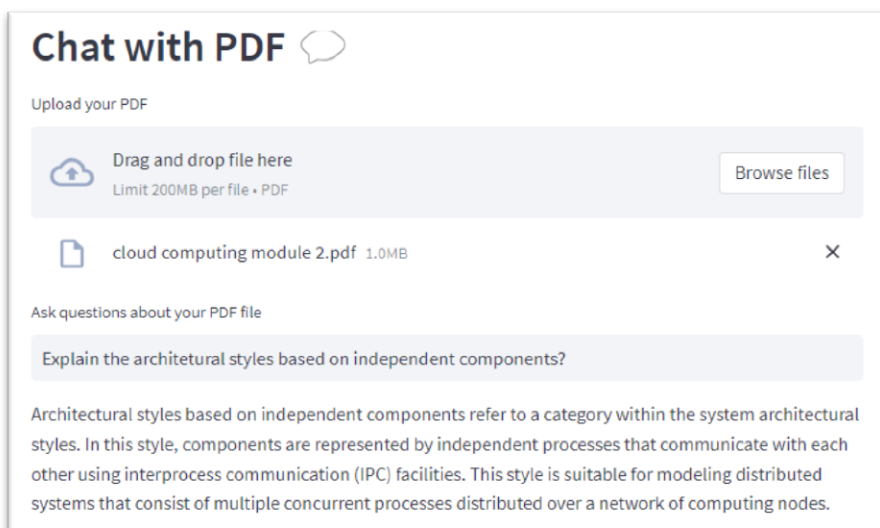 Chat with PDF
Upload your PDF
Drag and drop file here
Limit 200MB per file • PDF
Browse files
cloud computing module 2.pdf 1.0MB
Ask questions about your PDF file
Explain the architetural styles based on independent components?
Architectural styles based on independent components refer to a category within the system architectural
styles. In this style, components are represented by independent processes that communicate with each
other using interprocess communication (IPC) facilities. This style is suitable for modeling distributed
systems that consist of multiple concurrent processes distributed over a network of computing nodes.